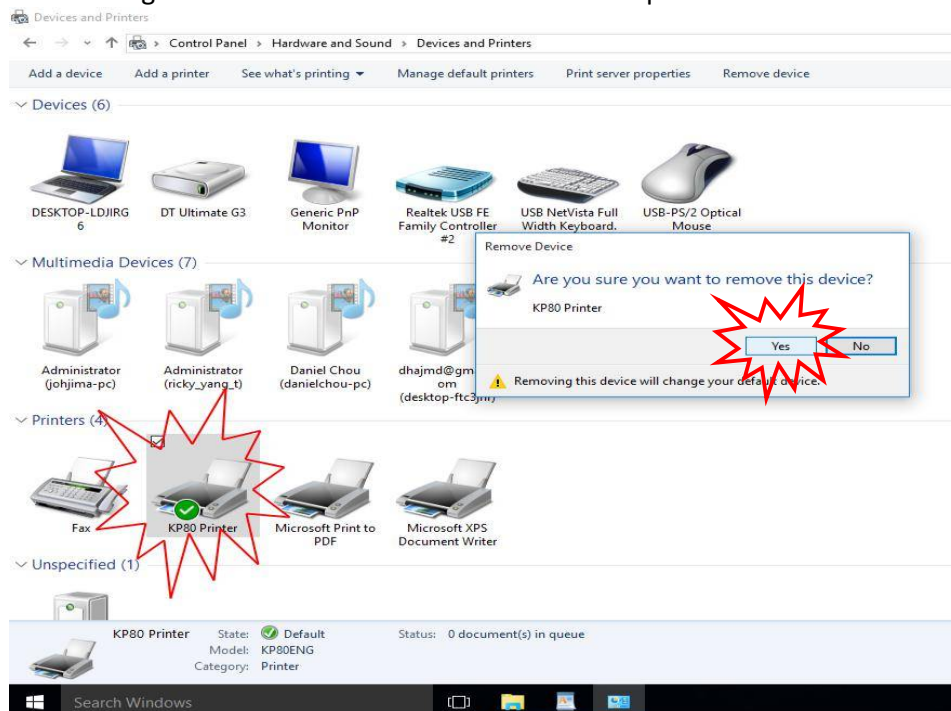 Devices and Printers
Control Panel > Hardware and Sound > Devices and Printers
Add a device Add a printer See what's printing Manage default printers Print server properties Remove device
Devices (6)
DESKTOP-LDJIRG
6
DT Ultimate G3
Generic PnP
Monitor
Realtek USB FE
Family Controller
#2
USB NetVista Full
Width Keyboard.
USB-PS/2 Optical
Mouse
Remove Device
Are you sure you want to remove this device?
KP80 Printer
Yes No
Removing this device will change your default device.
Multimedia Devices (7)
Administrator
(johjima-pc)
Administrator
(ricky_yang_t)
Daniel Chou
(danielchou-pc)
dhajmd@gm
om
Printers (4)
Fax
KP80 Printer
Microsoft Print to
PDF
Microsoft XPS
Document Writer
Unspecified (1)
KP80 Printer State: Default Status: 0 document(s) in queue
Model: KP80ENG
Category: Printer
Search Windows